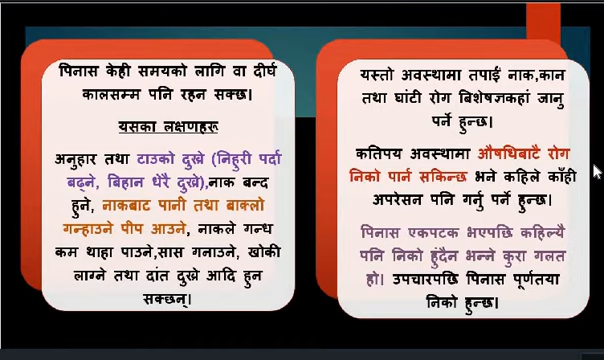 पिनास केही समयको लागि वा दीर्घ
कालसम्म पनि रहन सक्छ।
यसका लक्षणहरू
अनुहार तथा टाउको दुख्ने (निहुरी पर्दा
बढ्ने, बिहान धेरै दुख्ने),नाक बन्द
हुने, नाकबाट पानी तथा बाक्लो
गन्हाउने पीप आउने, नाकले गन्ध
कम थाहा पाउने,सास गनाउने, खोकी
लाग्ने तथा दांत दुख्ने आदि हुन
सक्छन्।
यस्तो अवस्थामा तपाईं नाक,कान
तथा घांटी रोग बिशेषज्ञकहां जानु
पर्ने हुन्छ।
कतिपय अवस्थामा औषधिबाटै रोग
निको पार्न सकिन्छ भने कहिले काँही
अपरेसन पनि गर्नु पर्ने हुन्छ।
पिनास एकपटक भएपछि कहिल्यै
पनि निको हुंदैन भन्ने कुरा गलत
हो। उपचारपछि पिनास पूर्णतया
निको हुन्छ।